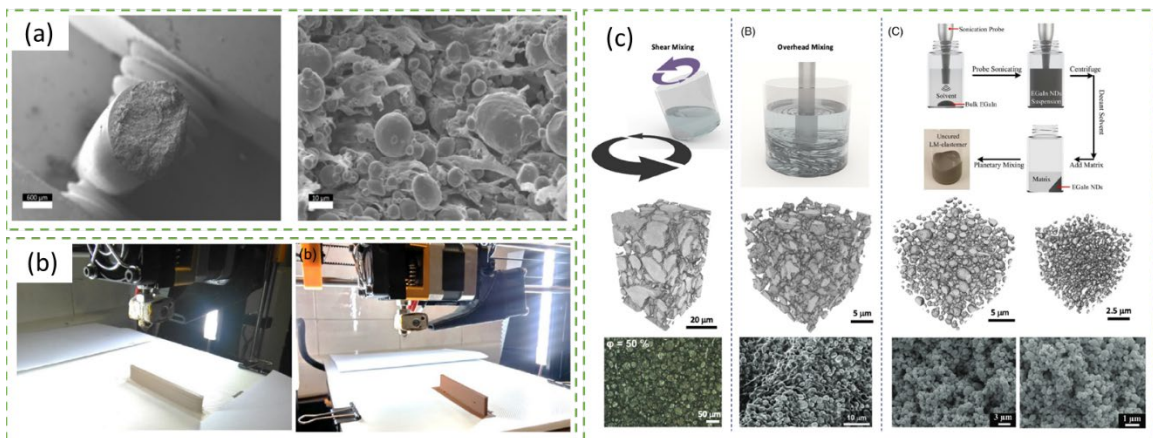 (a)
600 μm
10 μm
(b)
b)
(c)
Shear Mixing
20 μm
φ = 50 %
50 μm
(B)
Overhead Mixing
5 μm
10 μm
(C)
Sonication Probe
Probe Sonicating
Centrifuge
Solvent
Bulk EGaIn
EGaIn NDs
Suspension
Decant Solvent
Uncured
LM-elastomer
Planetary Mixing
Add Matrix
Matrix
EGaIn NDs
5 μm
2.5 μm
3 μm
1 μm